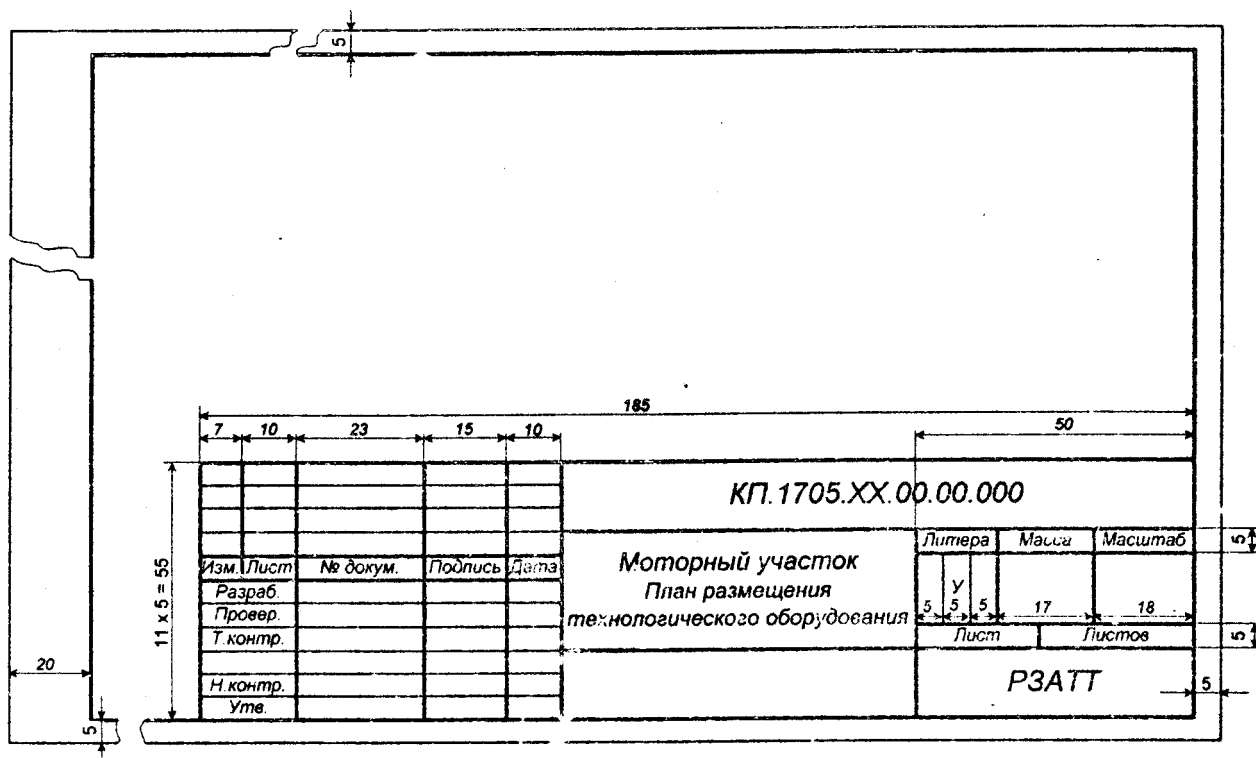 5
185
7 10 23 15 10 50
КП.1705.ХХ.00.00.000
Литера Масса Масштаб 5
Изм. Лист № докум. Подпись Дата
Моторный участок
План размещения
технологического оборудования
У
5 5 5 17 18
Разраб.
Провер.
Т.контр.
Лист Листов 5
11 х 5 = 55
20
Н.контр.
Утв.
РЗАТТ
5
5